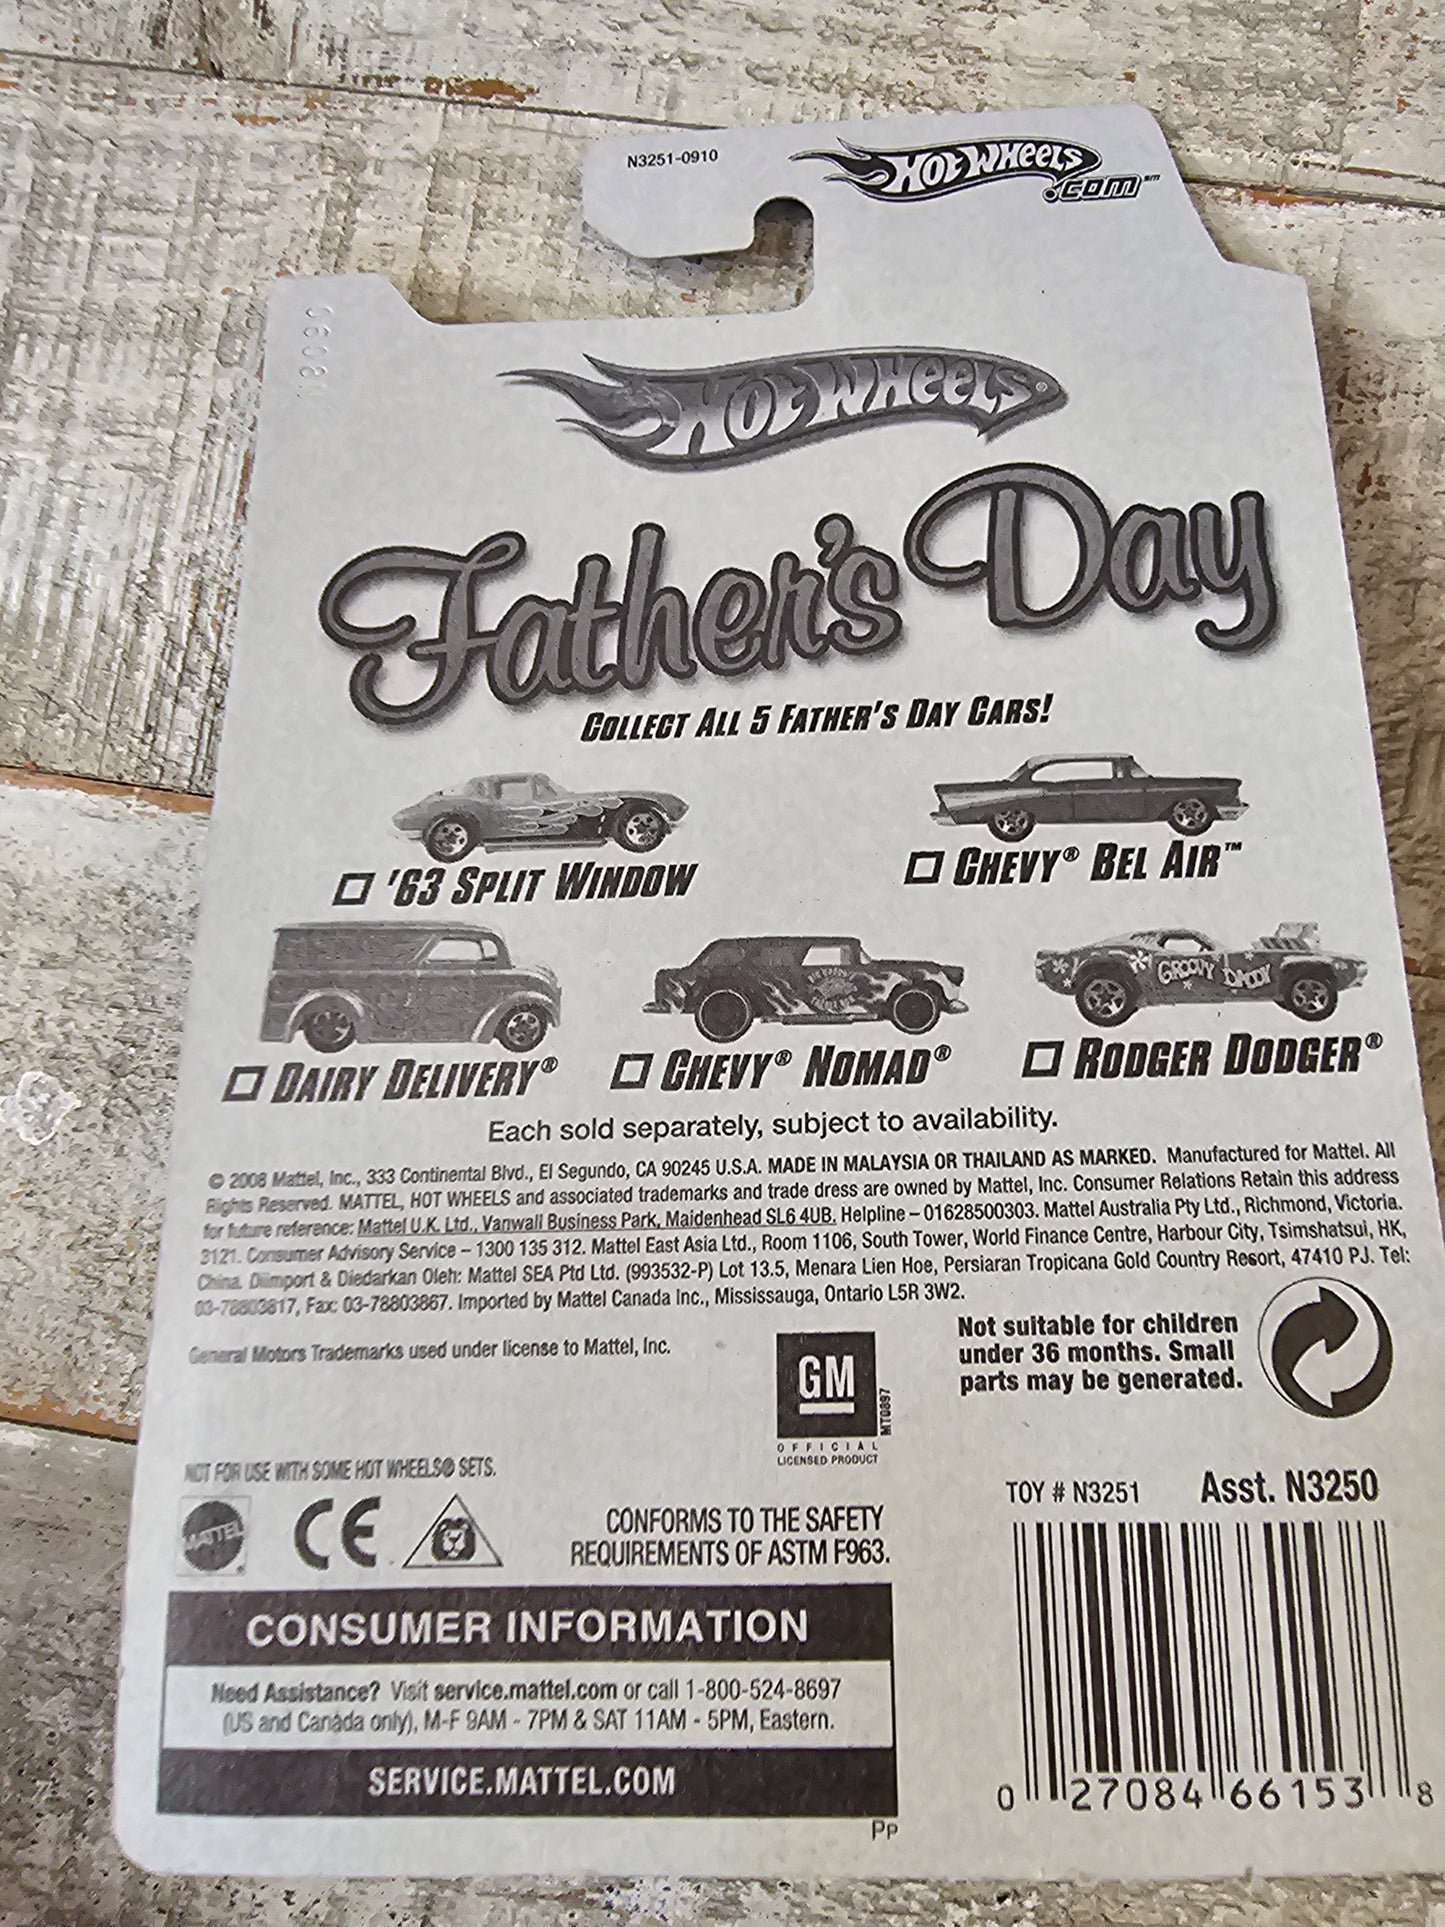 N3251-0910
HOT WHEELS
.COM℠
HOT WHEELS®
Father's Day
COLLECT ALL 5 FATHER'S DAY CARS!
'63 SPLIT WINDOW
CHEVY® BEL AIR™
GROOVY DADDY
DAIRY DELIVERY®
CHEVY® NOMAD®
RODGER DODGER®
Each sold separately, subject to availability.
© 2008 Mattel, Inc., 333 Continental Blvd., El Segundo, CA 90245 U.S.A. MADE IN MALAYSIA OR THAILAND AS MARKED. Manufactured for Mattel. All
Rights Reserved. MATTEL, HOT WHEELS and associated trademarks and trade dress are owned by Mattel, Inc. Consumer Relations Retain this address
for future reference: Mattel U.K. Ltd., Vanwall Business Park, Maidenhead SL6 4UB. Helpline – 01628500303. Mattel Australia Pty Ltd., Richmond, Victoria.
3121. Consumer Advisory Service – 1300 135 312. Mattel East Asia Ltd., Room 1106, South Tower, World Finance Centre, Harbour City, Tsimshatsui, HK,
China. Diimport & Diedarkan Oleh: Mattel SEA Ptd Ltd. (993532-P) Lot 13.5, Menara Lien Hoe, Persiaran Tropicana Gold Country Resort, 47410 PJ. Tel:
03-78803817, Fax: 03-78803867. Imported by Mattel Canada Inc., Mississauga, Ontario L5R 3W2.
General Motors Trademarks used under license to Mattel, Inc.
GM
MT0897
OFFICIAL
LICENSED PRODUCT
Not suitable for children
under 36 months. Small
parts may be generated.
NOT FOR USE WITH SOME HOT WHEELS® SETS.
MATTEL
CE
CONFORMS TO THE SAFETY
REQUIREMENTS OF ASTM F963.
TOY # N3251 Asst. N3250
CONSUMER INFORMATION
Need Assistance? Visit service.mattel.com or call 1-800-524-8697
(US and Canada only), M-F 9AM - 7PM & SAT 11AM - 5PM, Eastern.
SERVICE.MATTEL.COM
Pp
0 27084 66153 8